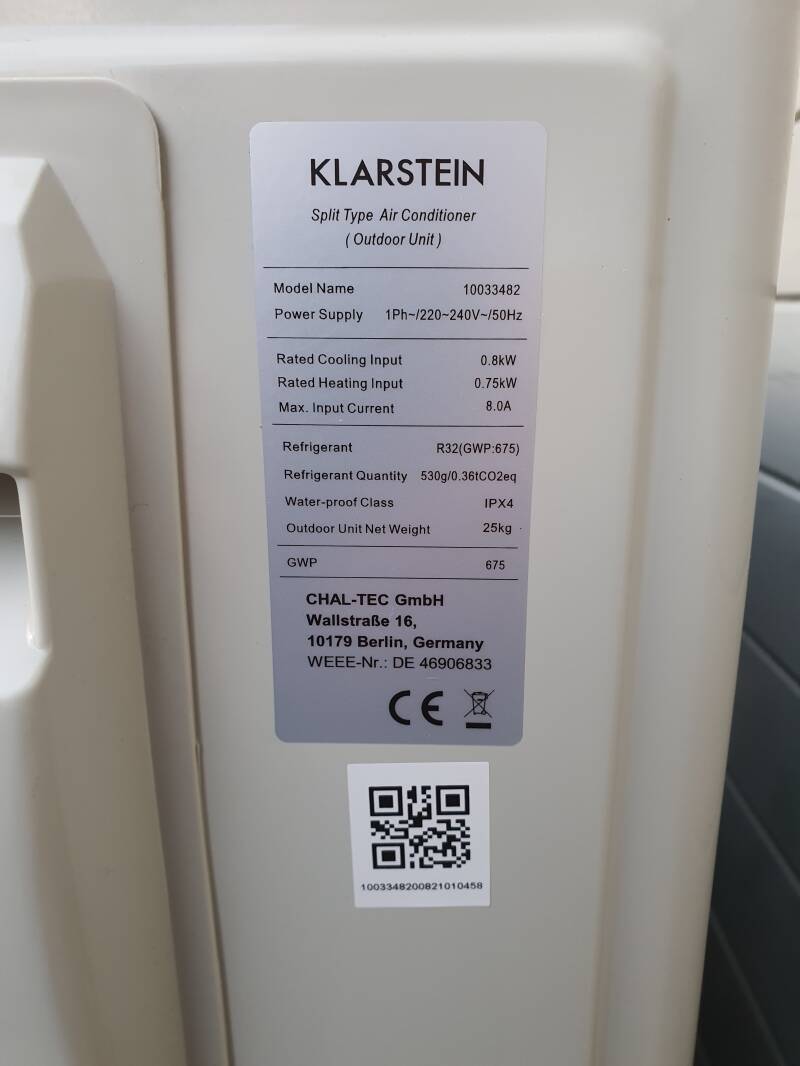 KLARSTEIN
Split Type Air Conditioner
( Outdoor Unit )
Model Name 10033482
Power Supply 1Ph~/220~240V~/50Hz
Rated Cooling Input 0.8kW
Rated Heating Input 0.75kW
Max. Input Current 8.0A
Refrigerant R32(GWP:675)
Refrigerant Quantity 530g/0.36tCO2eq
Water-proof Class IPX4
Outdoor Unit Net Weight 25kg
GWP 675
CHAL-TEC GmbH
Wallstraße 16,
10179 Berlin, Germany
WEEE-Nr.: DE 46906833
CE
1003348200821010458